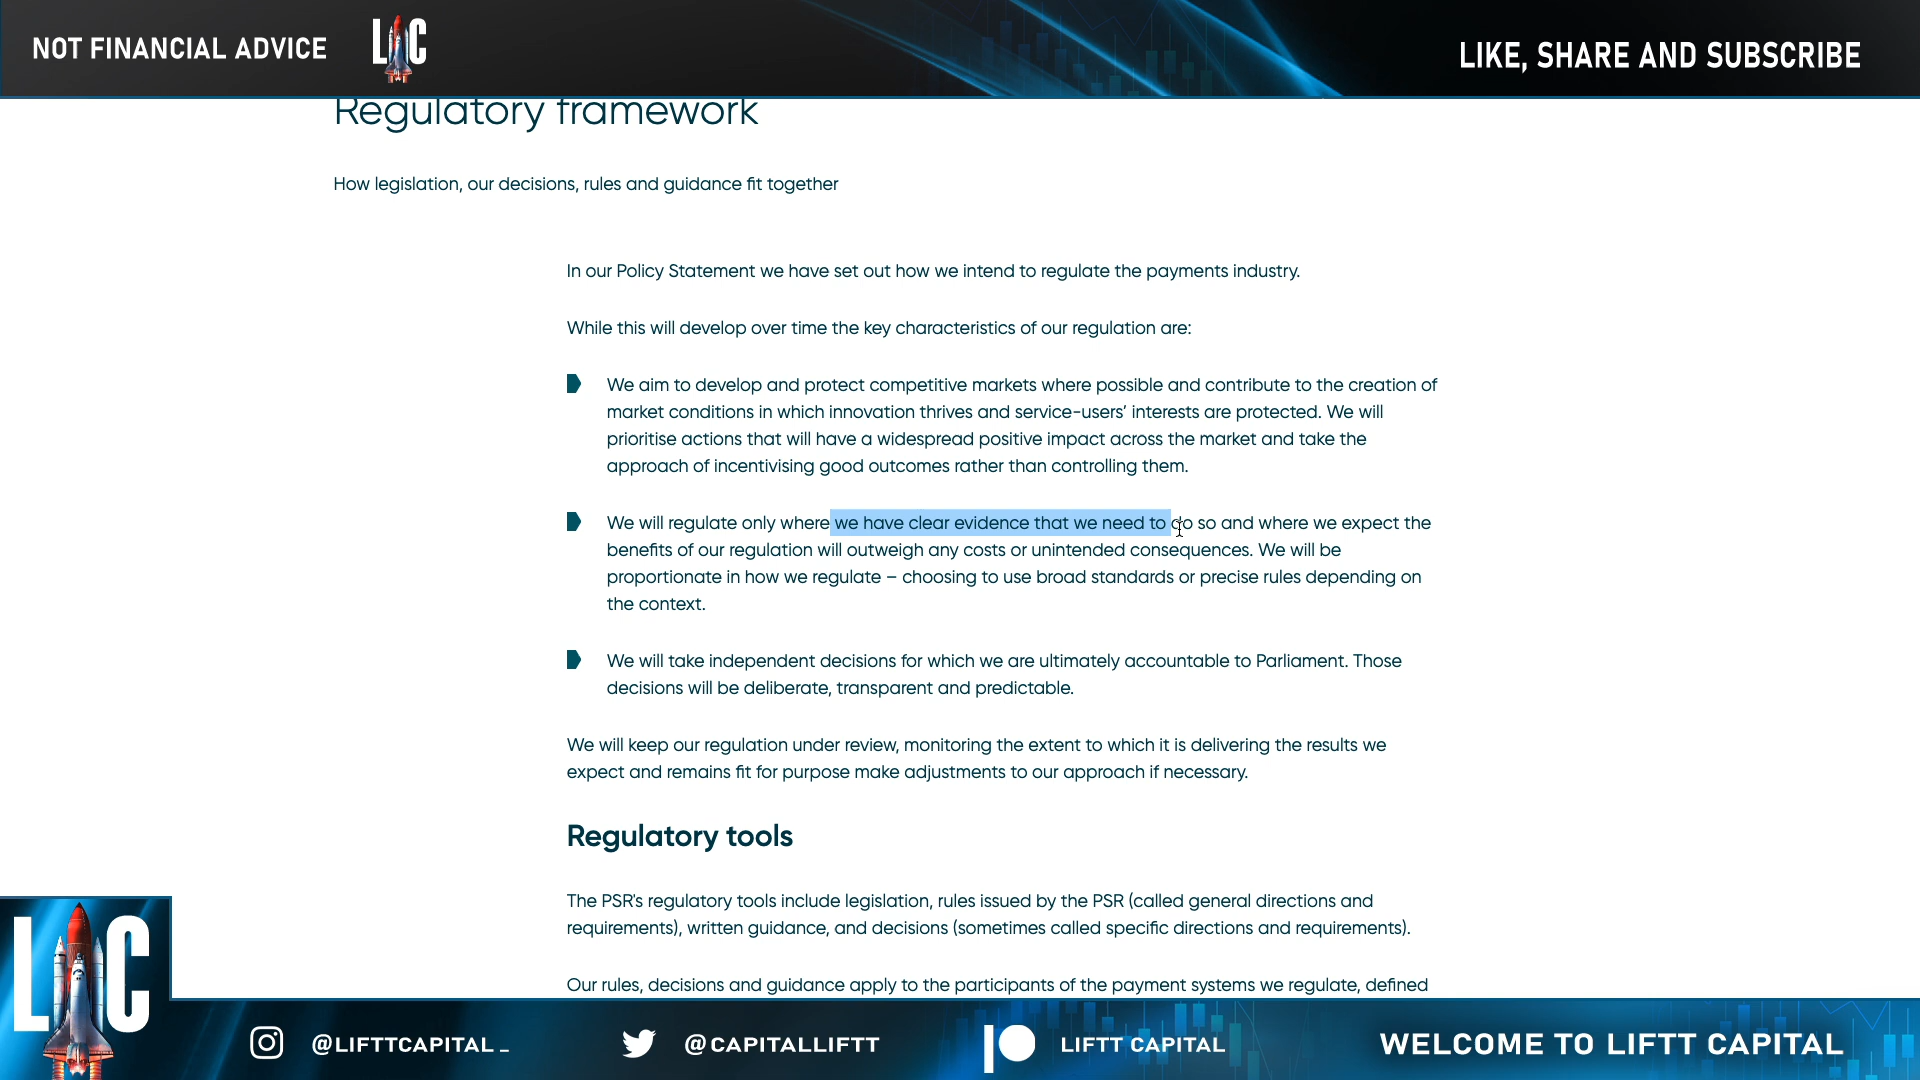 NOT FINANCIAL ADVICE
LC
LIKE, SHARE AND SUBSCRIBE
Regulatory framework
How legislation, our decisions, rules and guidance fit together
In our Policy Statement we have set out how we intend to regulate the payments industry.
While this will develop over time the key characteristics of our regulation are:
We aim to develop and protect competitive markets where possible and contribute to the creation of
market conditions in which innovation thrives and service-users’ interests are protected. We will
prioritise actions that will have a widespread positive impact across the market and take the
approach of incentivising good outcomes rather than controlling them.
We will regulate only where we have clear evidence that we need to do so and where we expect the
benefits of our regulation will outweigh any costs or unintended consequences. We will be
proportionate in how we regulate – choosing to use broad standards or precise rules depending on
the context.
We will take independent decisions for which we are ultimately accountable to Parliament. Those
decisions will be deliberate, transparent and predictable.
We will keep our regulation under review, monitoring the extent to which it is delivering the results we
expect and remains fit for purpose make adjustments to our approach if necessary.
Regulatory tools
The PSR's regulatory tools include legislation, rules issued by the PSR (called general directions and
requirements), written guidance, and decisions (sometimes called specific directions and requirements).
Our rules, decisions and guidance apply to the participants of the payment systems we regulate, defined
LC
@LIFTTCAPITAL_
@CAPITALLIFTT
LIFTT CAPITAL
WELCOME TO LIFTT CAPITAL